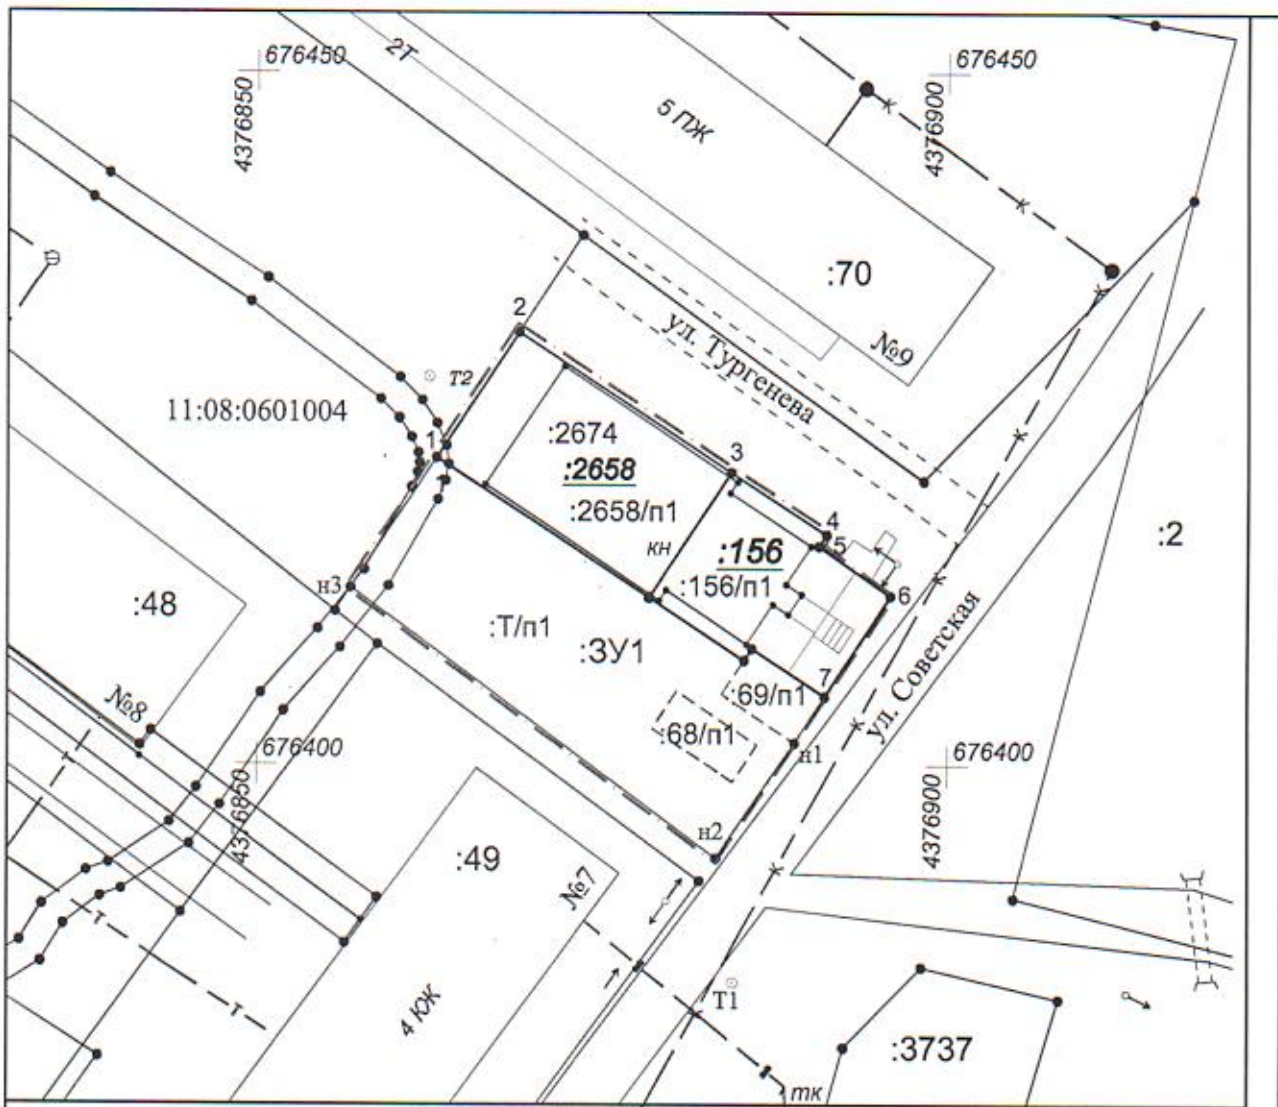 676450
4376850
2Т
5 ПЖ
676450
4376900
К
К
:70
№9
ул. Тургенева
2
Т2
11:08:0601004
1
:2674
:2658
:2658/п1
3
4
5
К
К
:2
кн
:156
:156/п1
6
К
н3
:48
:Т/п1
:ЗУ1
:69/п1
7
ул. Советская
К
№8
:68/п1
н1
676400
4376850
676400
4376900
н2
К
:49
№7
Т
Т
4 КЖ
Т1
К
:3737
тк